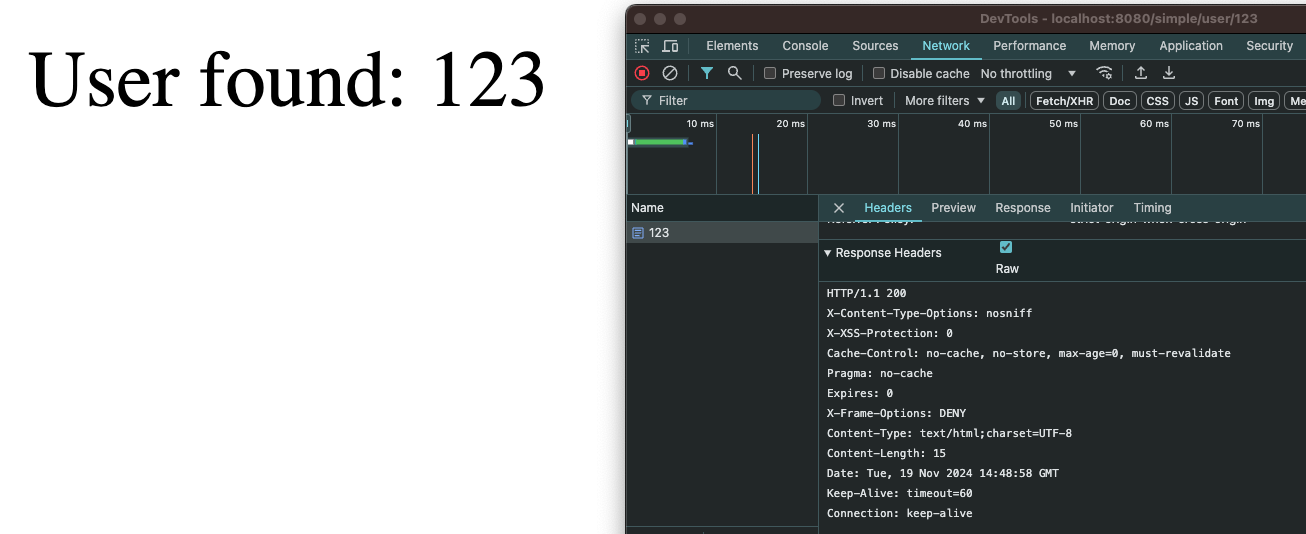 User found: 123
DevTools - localhost:8080/simple/user/123
Elements Console Sources Network Performance Memory Application Security
Preserve log Disable cache No throttling
Filter Invert More filters All Fetch/XHR Doc CSS JS Font Img Me
10 ms 20 ms 30 ms 40 ms 50 ms 60 ms 70 ms
Name
123
Headers Preview Response Initiator Timing
Response Headers
Raw
HTTP/1.1 200
X-Content-Type-Options: nosniff
X-XSS-Protection: 0
Cache-Control: no-cache, no-store, max-age=0, must-revalidate
Pragma: no-cache
Expires: 0
X-Frame-Options: DENY
Content-Type: text/html;charset=UTF-8
Content-Length: 15
Date: Tue, 19 Nov 2024 14:48:58 GMT
Keep-Alive: timeout=60
Connection: keep-alive